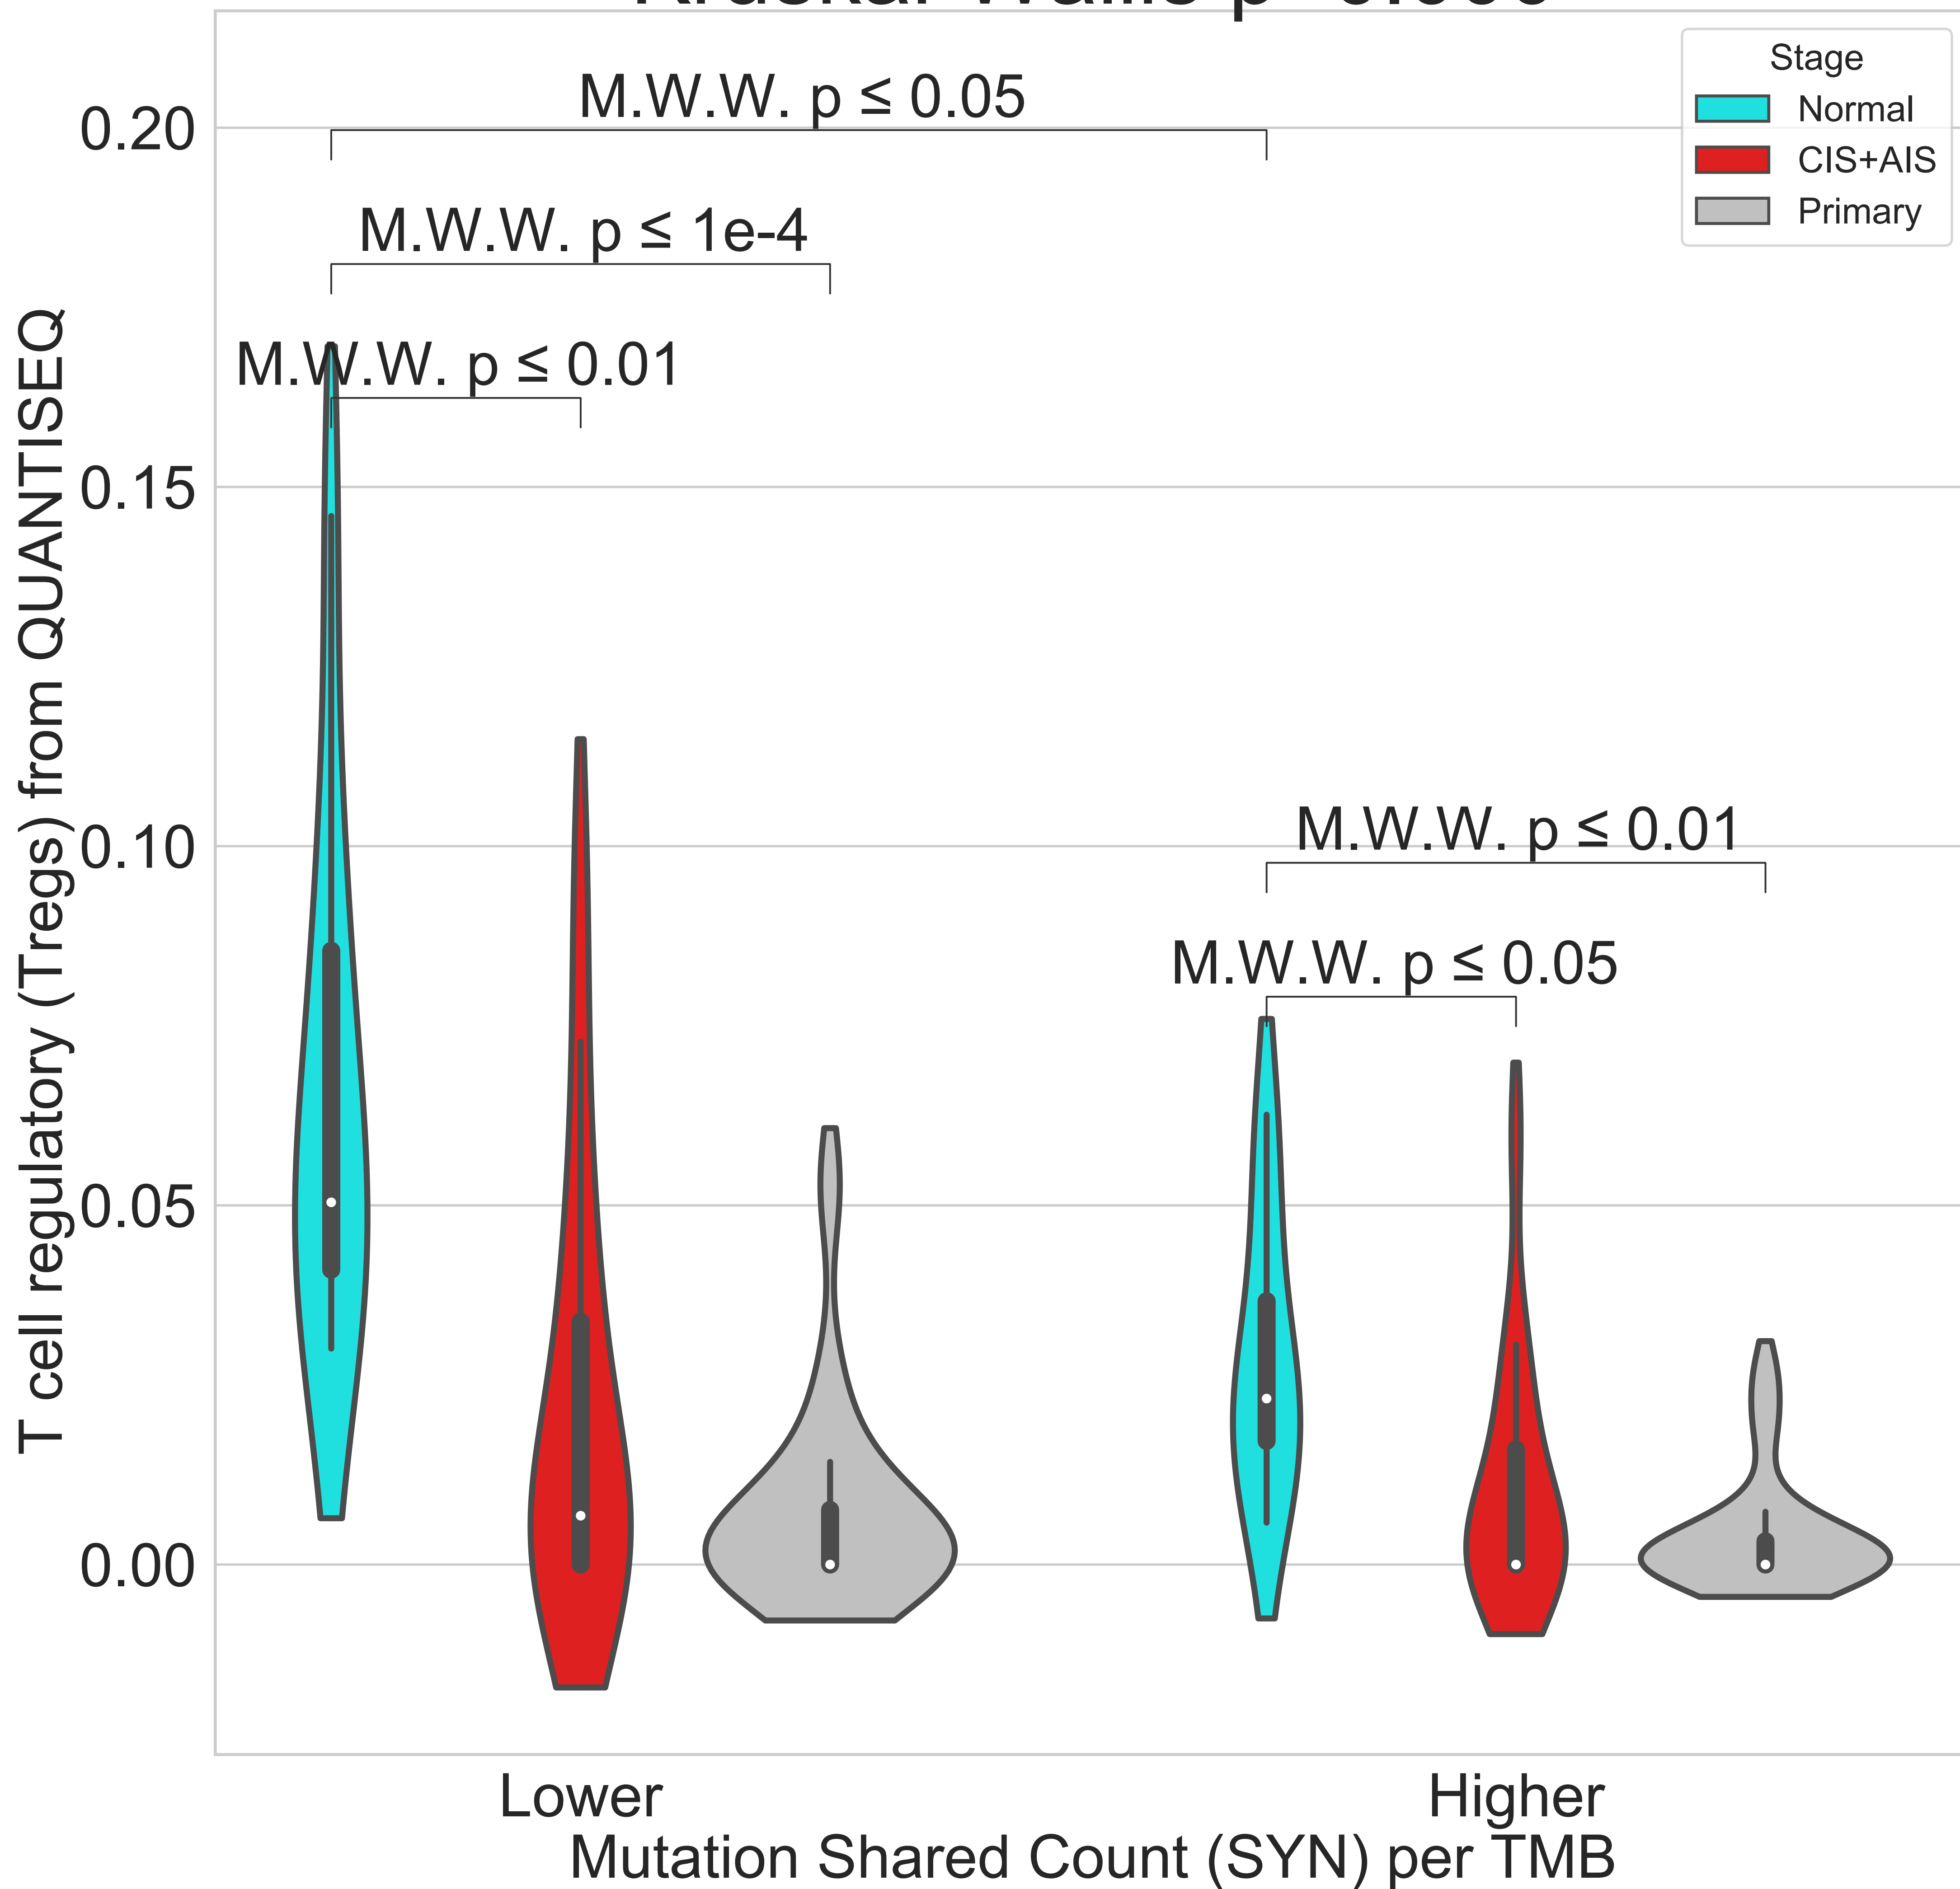 Stage
Normal
CIS+AIS
Primary
M.W.W. p ≤ 0.05
M.W.W. p ≤ 1e-4
M.W.W. p ≤ 0.01
M.W.W. p ≤ 0.01
M.W.W. p ≤ 0.05
T cell regulatory (Tregs) from QUANTISEQ
0.20
0.15
0.10
0.05
0.00
Lower
Higher
Mutation Shared Count (SYN) per TMB